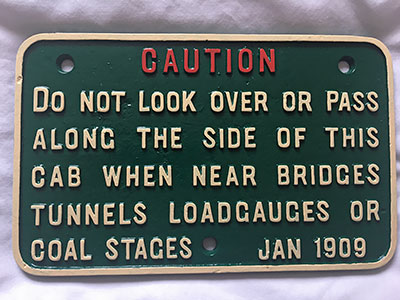 CAUTION
DO NOT LOOK OVER OR PASS
ALONG THE SIDE OF THIS
CAB WHEN NEAR BRIDGES
TUNNELS LOADGAUGES OR
COAL STAGES JAN 1909